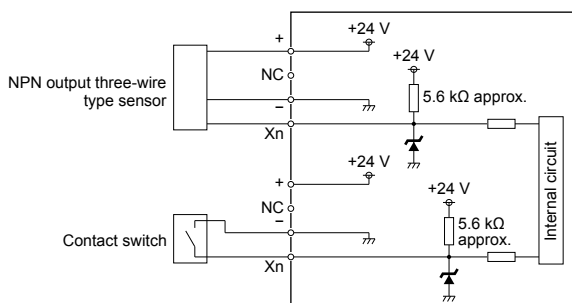 +
+24 V
+24 V
NC
NPN output three-wire
type sensor
5.6 kΩ approx.
−
Xn
+24 V
+
+24 V
NC
−
5.6 kΩ
approx.
Contact switch
Xn
Internal circuit